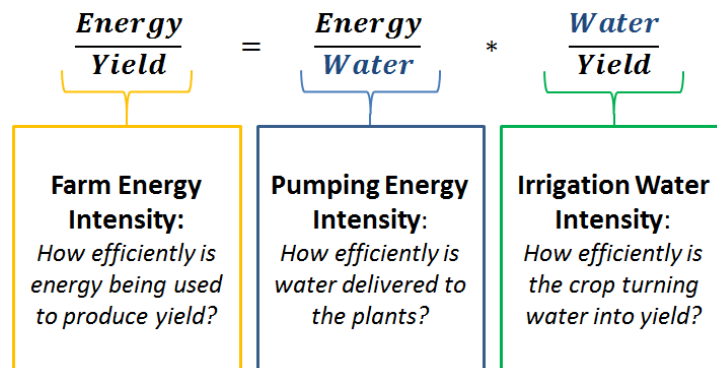 Energy/Yield = Energy/Water * Water/Yield
Farm Energy
Intensity:
How efficiently is
energy being used
to produce yield?
Pumping Energy
Intensity:
How efficiently is
water delivered to
the plants?
Irrigation Water
Intensity:
How efficiently is
the crop turning
water into yield?